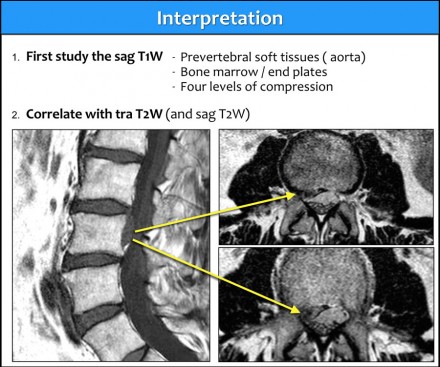 Interpretation
1. First study the sag T1W - Prevertebral soft tissues ( aorta)
- Bone marrow / end plates
- Four levels of compression
2. Correlate with tra T2W (and sag T2W)